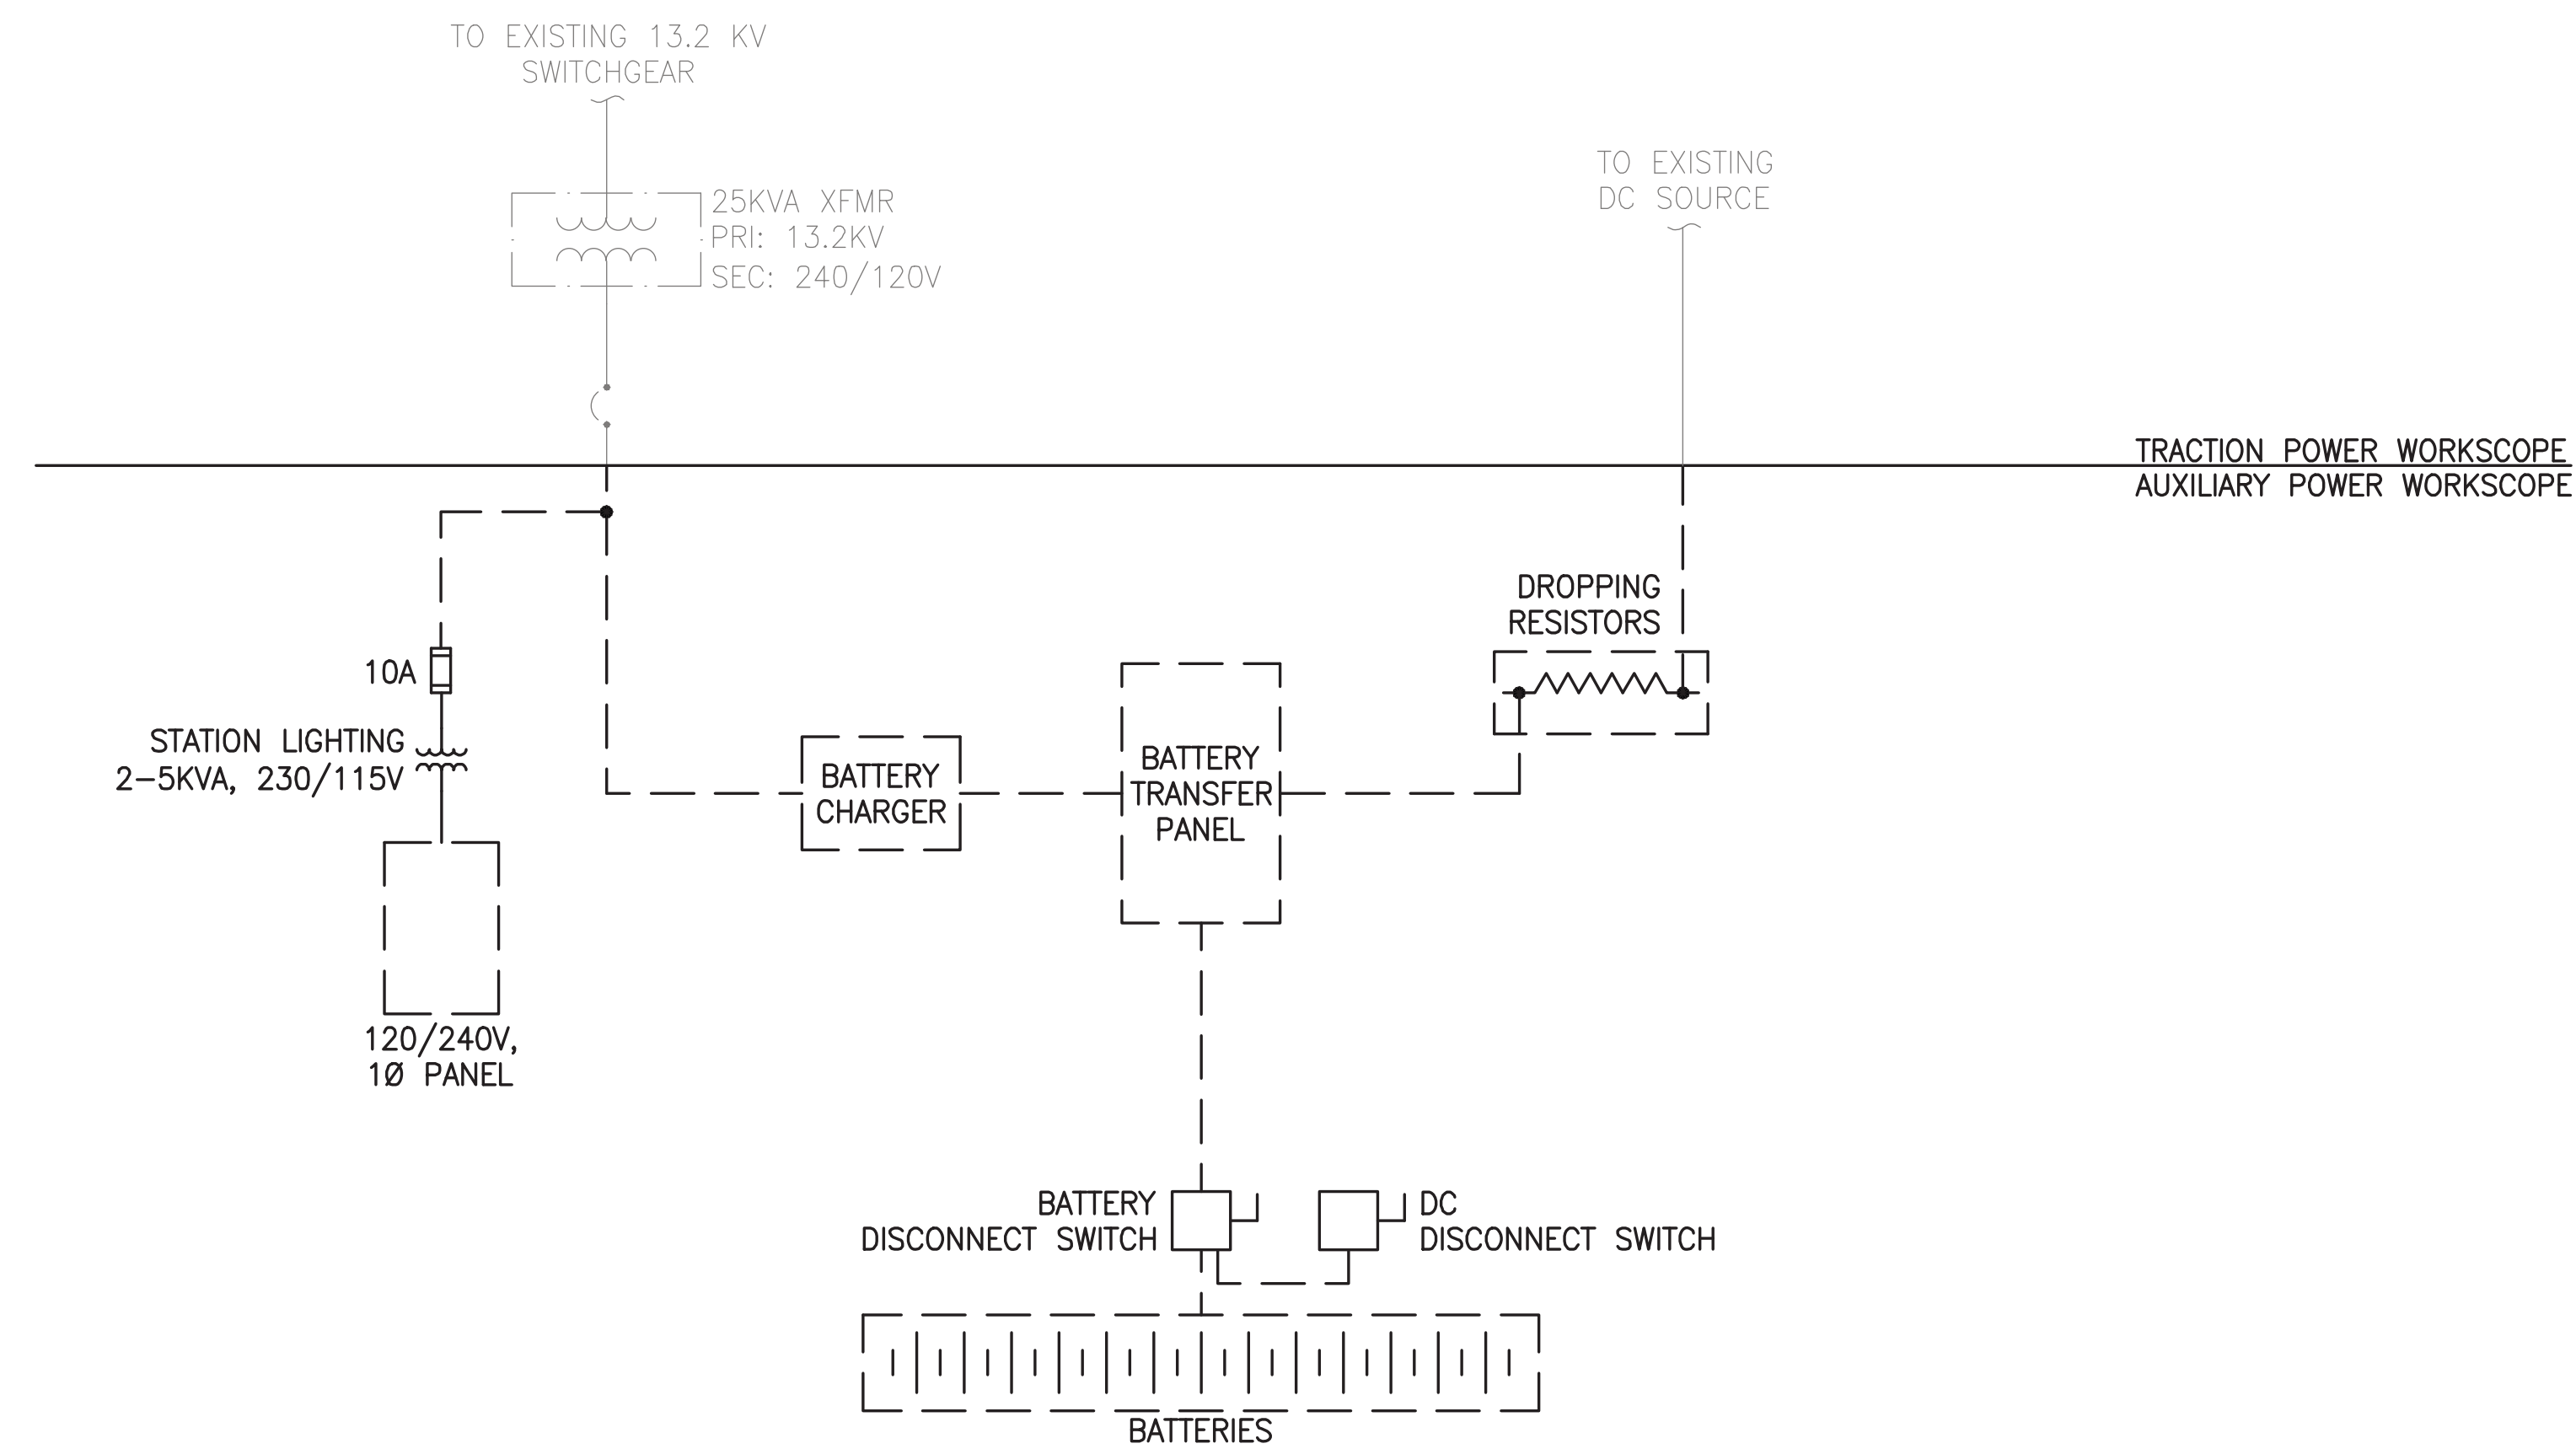 TO EXISTING 13.2 KV
SWITCHGEAR
25KVA XFMR
PRI: 13.2KV
SEC: 240/120V
TO EXISTING
DC SOURCE
TRACTION POWER WORKSCOPE
AUXILIARY POWER WORKSCOPE
DROPPING
RESISTORS
10A
STATION LIGHTING
2-5KVA, 230/115V
BATTERY
CHARGER
BATTERY
TRANSFER
PANEL
120/240V,
1Ø PANEL
BATTERY
DISCONNECT SWITCH
DC
DISCONNECT SWITCH
BATTERIES